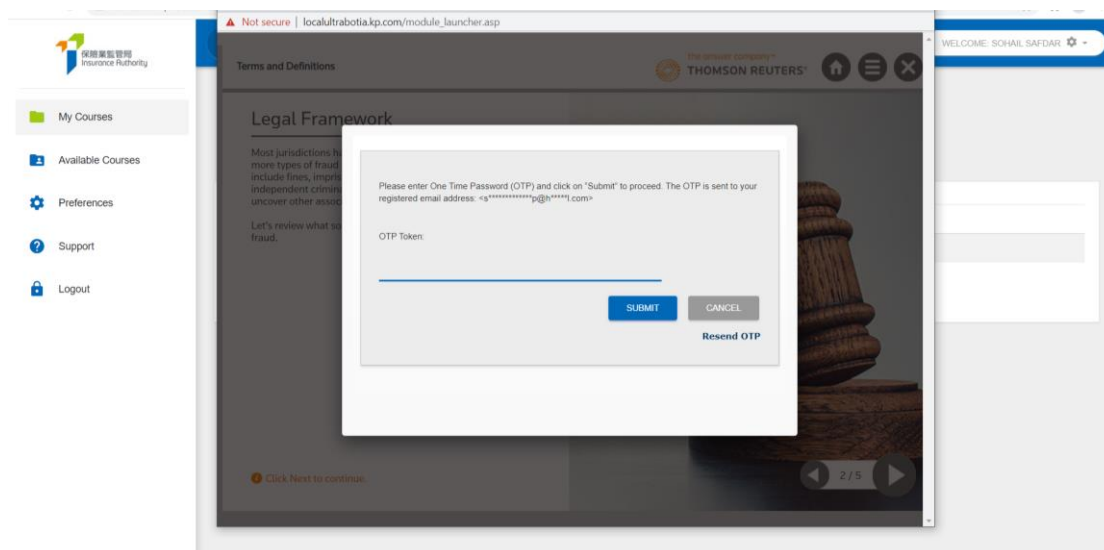 Not secure | localultrabotia.kp.com/module_launcher.asp
保險業監管局
Insurance Authority
WELCOME: SOHAIL SAFDAR
My Courses
Available Courses
Preferences
Support
Logout
Terms and Definitions
the answer company™
THOMSON REUTERS®
Legal Framework
Most jurisdictions
more types of fraud
include fines,
independent
uncover other
Let's review what
fraud.
Please enter One Time Password (OTP) and click on "Submit" to proceed. The OTP is sent to your
registered email address: <s*************p@h*****l.com>
OTP Token:
SUBMIT
CANCEL
Resend OTP
Click Next to continue.
2 / 5